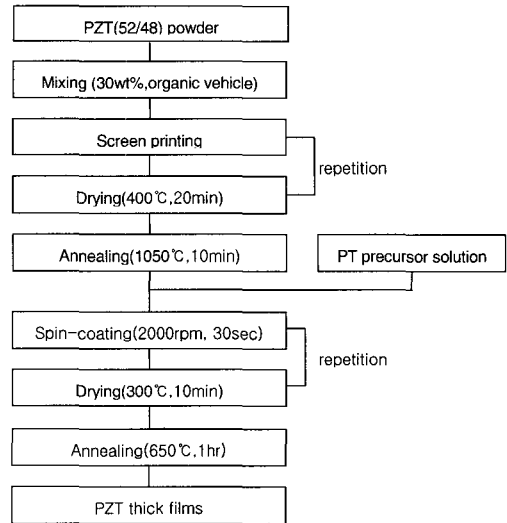 PZT(52/48) powder
Mixing (30wt%,organic vehicle)
Screen printing
repetition
Drying(400℃,20min)
Annealing(1050℃,10min)
PT precursor solution
Spin-coating(2000rpm, 30sec)
repetition
Drying(300℃,10min)
Annealing(650℃,1hr)
PZT thick films